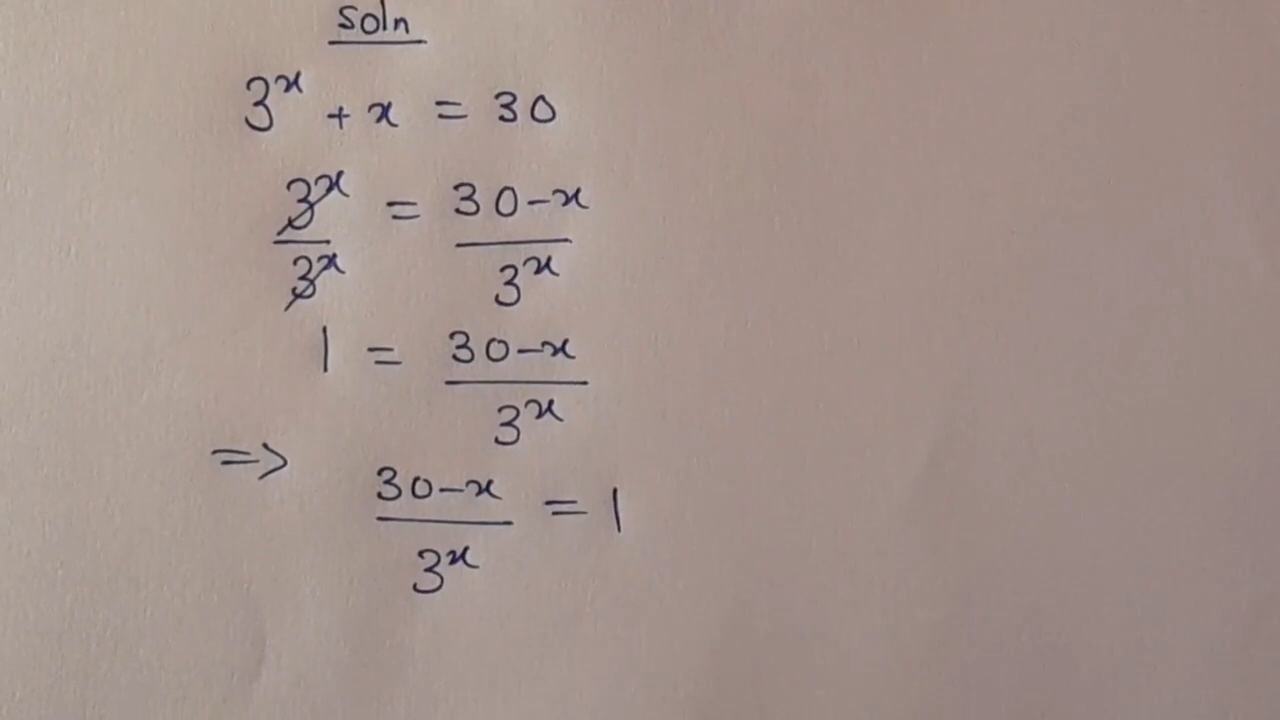 soln
3^x + x = 30
3^x/3^x = 30-x/3^x
1 = 30-x/3^x
=> 30-x/3^x = 1